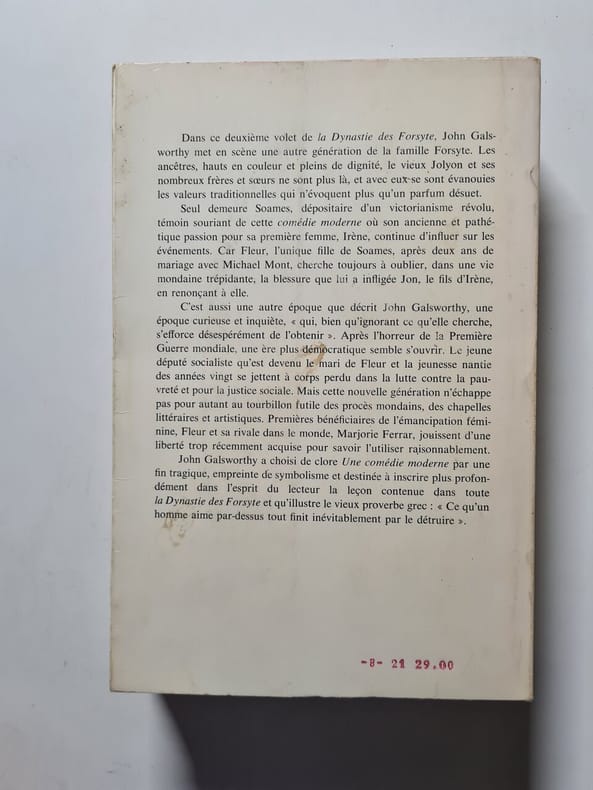 Dans ce deuxième volet de la Dynastie des Forsyte, John Gals-
worthy met en scène une autre génération de la famille Forsyte. Les
ancêtres, hauts en couleur et pleins de dignité, le vieux Jolyon et ses
nombreux frères et sœurs ne sont plus là, et avec eux se sont évanouies
les valeurs traditionnelles qui n'évoquent plus qu'un parfum désuet.
Seul demeure Soames, dépositaire d'un victorianisme révolu,
témoin souriant de cette comédie moderne où son ancienne et pathé-
tique passion pour sa première femme, Irène, continue d'influer sur les
événements. Car Fleur, l'unique fille de Soames, après deux ans de
mariage avec Michael Mont, cherche toujours à oublier, dans une vie
mondaine trépidante, la blessure que lui a infligée Jon, le fils d'Irène,
en renonçant à elle.
C'est aussi une autre époque que décrit John Galsworthy, une
époque curieuse et inquiète, « qui, bien qu'ignorant ce qu'elle cherche,
s'efforce désespérément de l'obtenir ». Après l'horreur de la Première
Guerre mondiale, une ère plus démocratique semble s'ouvrir. Le jeune
député socialiste qu'est devenu le mari de Fleur et la jeunesse nantie
des années vingt se jettent à corps perdu dans la lutte contre la pau-
vreté et pour la justice sociale. Mais cette nouvelle génération n'échappe
pas pour autant au tourbillon futile des procès mondains, des chapelles
littéraires et artistiques. Premières bénéficiaires de l'émancipation fémi-
nine, Fleur et sa rivale dans le monde, Marjorie Ferrar, jouissent d'une
liberté trop récemment acquise pour savoir l'utiliser raisonnablement.
John Galsworthy a choisi de clore Une comédie moderne par une
fin tragique, empreinte de symbolisme et destinée à inscrire plus profon-
dément dans l'esprit du lecteur la leçon contenue dans toute
la Dynastie des Forsyte et qu'illustre le vieux proverbe grec : « Ce qu'un
homme aime par-dessus tout finit inévitablement par le détruire ».
-8- 21 29.00